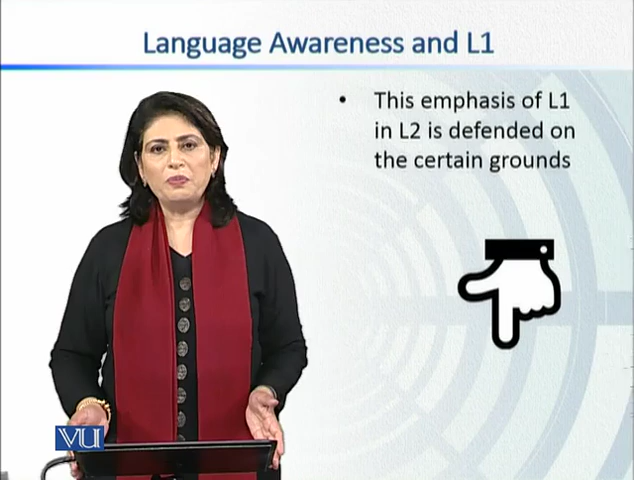 Language Awareness and L1
• This emphasis of L1
in L2 is defended on
the certain grounds
VU